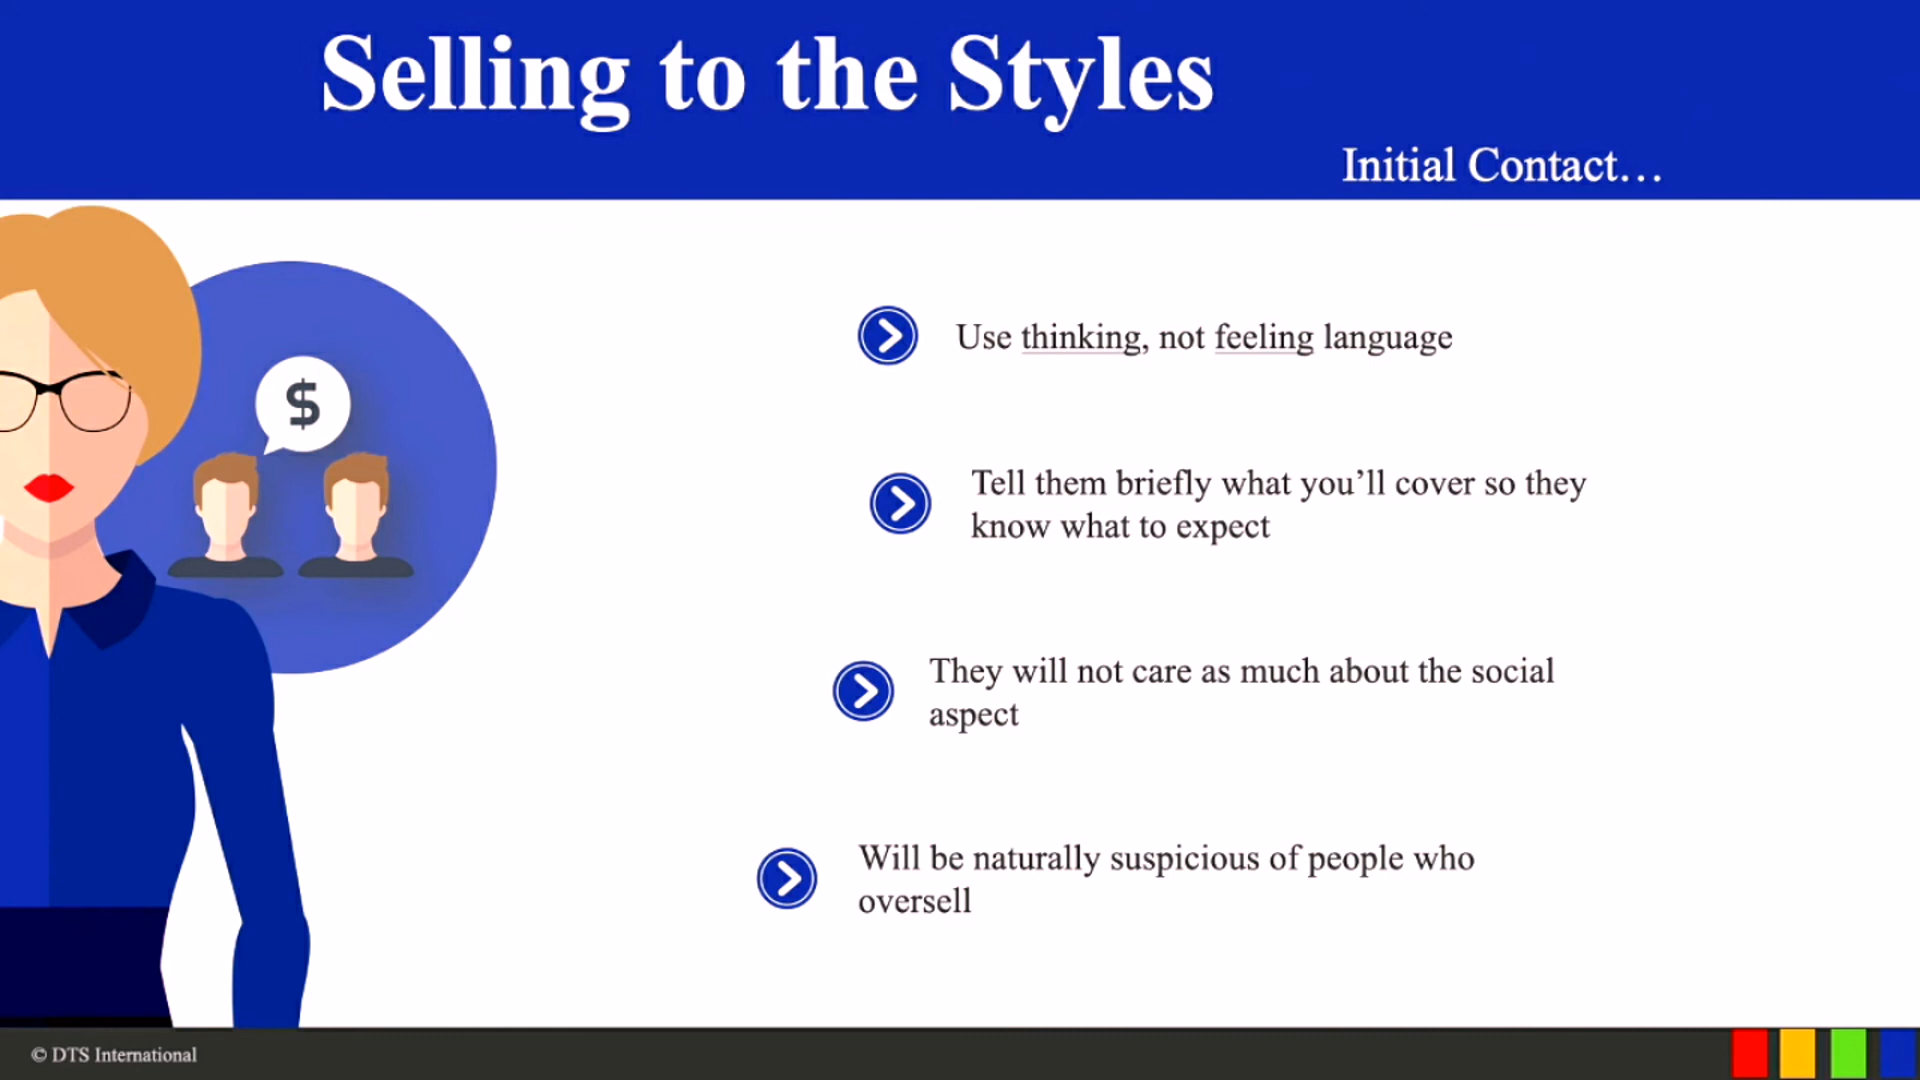 Selling to the Styles
Initial Contact…
$
Use thinking, not feeling language
Tell them briefly what you’ll cover so they
know what to expect
They will not care as much about the social
aspect
Will be naturally suspicious of people who
oversell
© DTS International